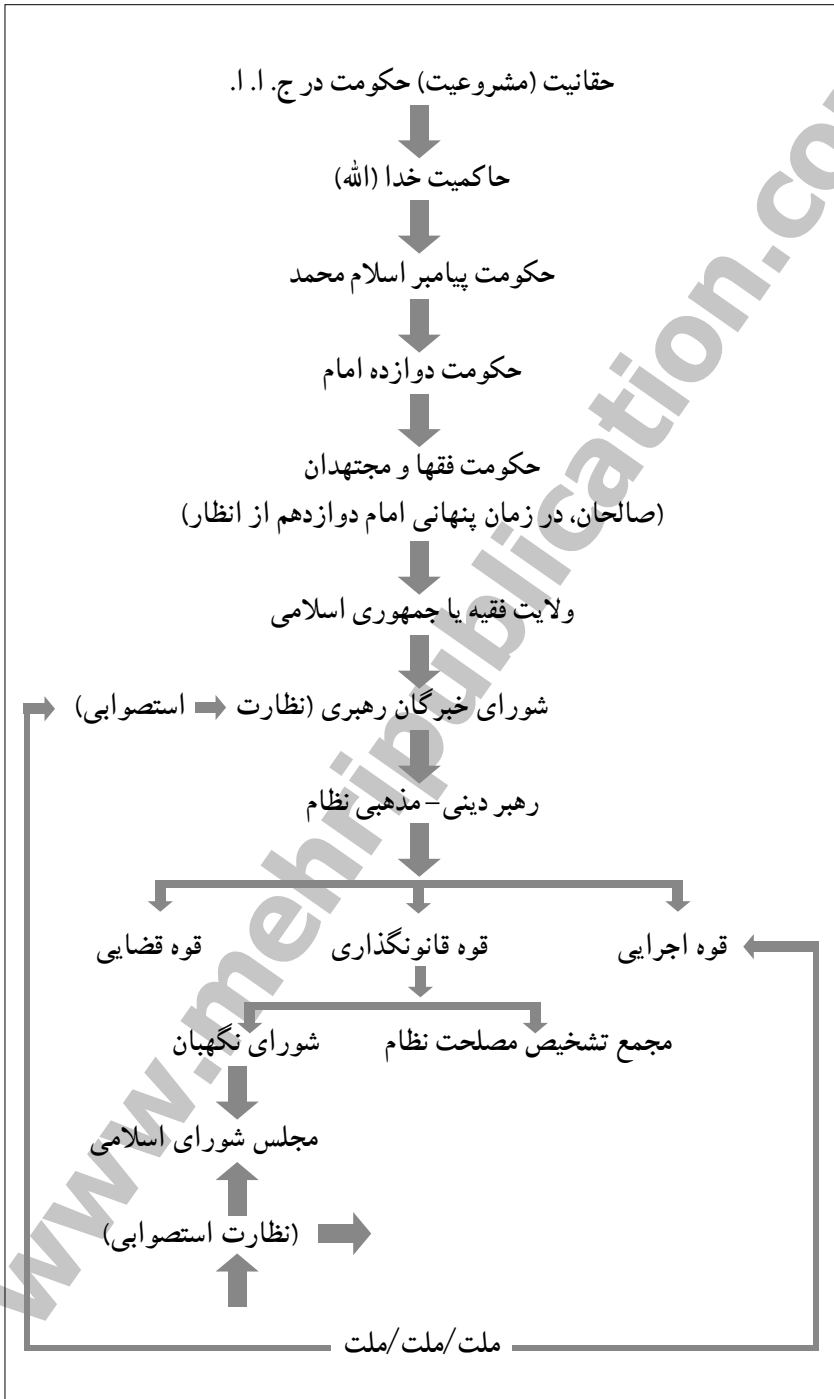 حقانیت (مشروعیت) حکومت در ج. ا. ا.
حاکمیت خدا (الله)
حکومت پیامبر اسلام محمد
حکومت دوازده امام
حکومت فقها و مجتهدان
(صالحان، در زمان پنهانی امام دوازدهم از انظار)
ولایت فقیه یا جمهوری اسلامی
شورای خبرگان رهبری (نظارت استصوابی)
رهبر دینی – مذهبی نظام
قوه اجرایی قوه قانونگذاری قوه قضایی
مجمع تشخیص مصلحت نظام شورای نگهبان
مجلس شورای اسلامی
(نظارت استصوابی)
ملت/ملت/ملت
www.mehripublication.com